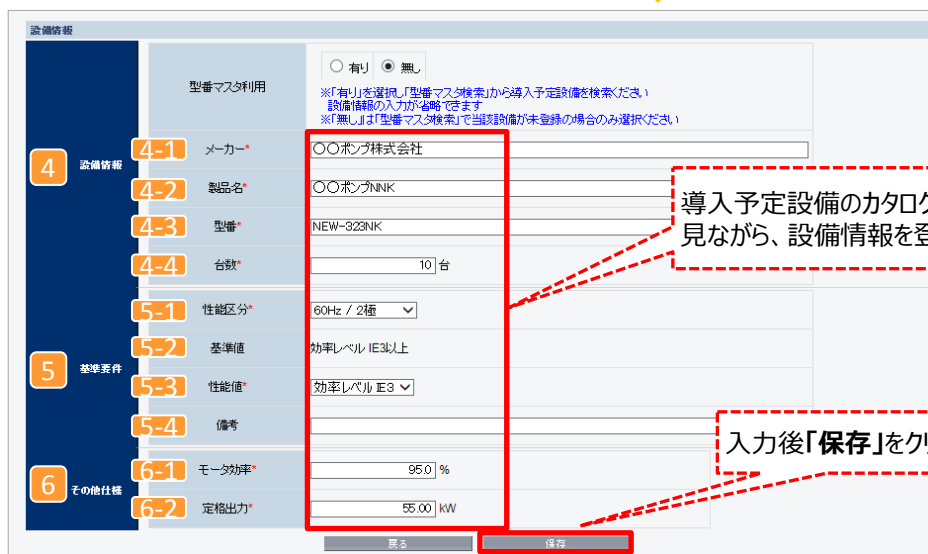 設備情報
型番マスタ利用
有り 無し
※「有り」を選択し「型番マスタ検索」から導入予定設備を検索ください
設備情報の入力が省略できます
※「無し」は「型番マスタ検索」で当該設備が未登録の場合のみ選択ください
4 設備情報
4-1 メーカー* 〇〇ポンプ株式会社
4-2 製品名* 〇〇ポンプNNK
4-3 型番* NEW-323NK
4-4 台数* 10 台
導入予定設備のカタログ
見ながら、設備情報を登
5 基準要件
5-1 性能区分* 60Hz / 2極
5-2 基準値 効率レベル IE3以上
5-3 性能値* 効率レベル IE3
5-4 備考
入力後「保存」をク
6 その他仕様
6-1 モータ効率* 95.0 %
6-2 定格出力* 55.00 kW
戻る 保存